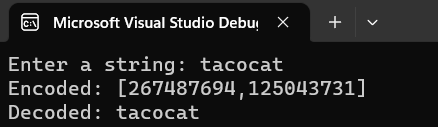 Microsoft Visual Studio Debug
Enter a string: tacocat
Encoded: [267487694,125043731]
Decoded: tacocat